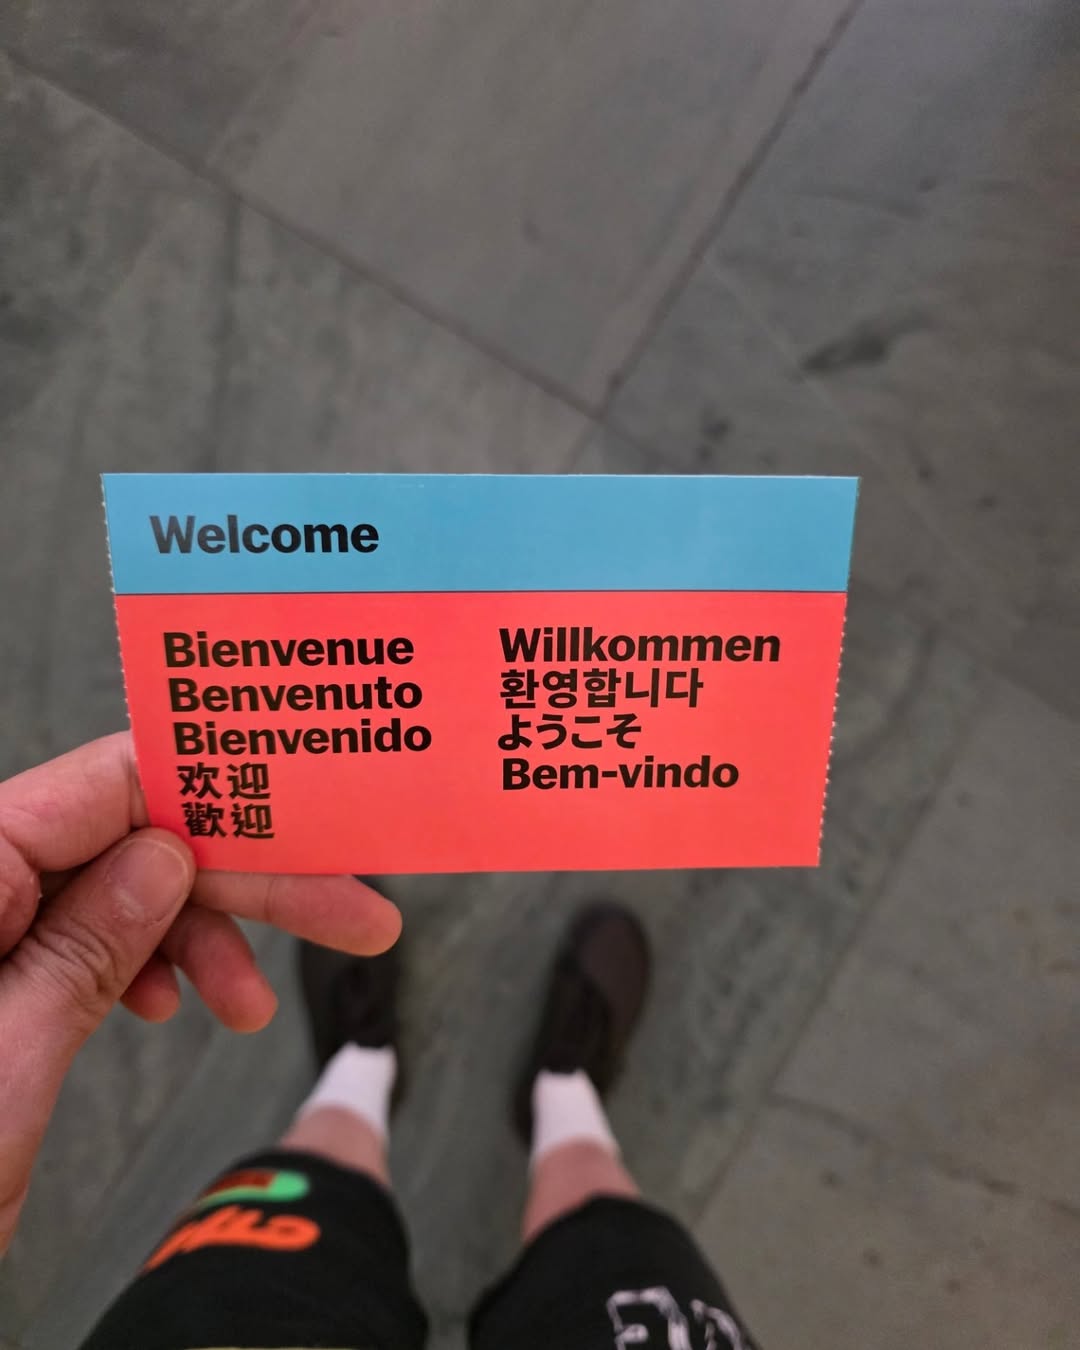 Welcome
Bienvenue
Benvenuto
Bienvenido
欢迎
歡迎
Willkommen
환영합니다
ようこそ
Bem-vindo